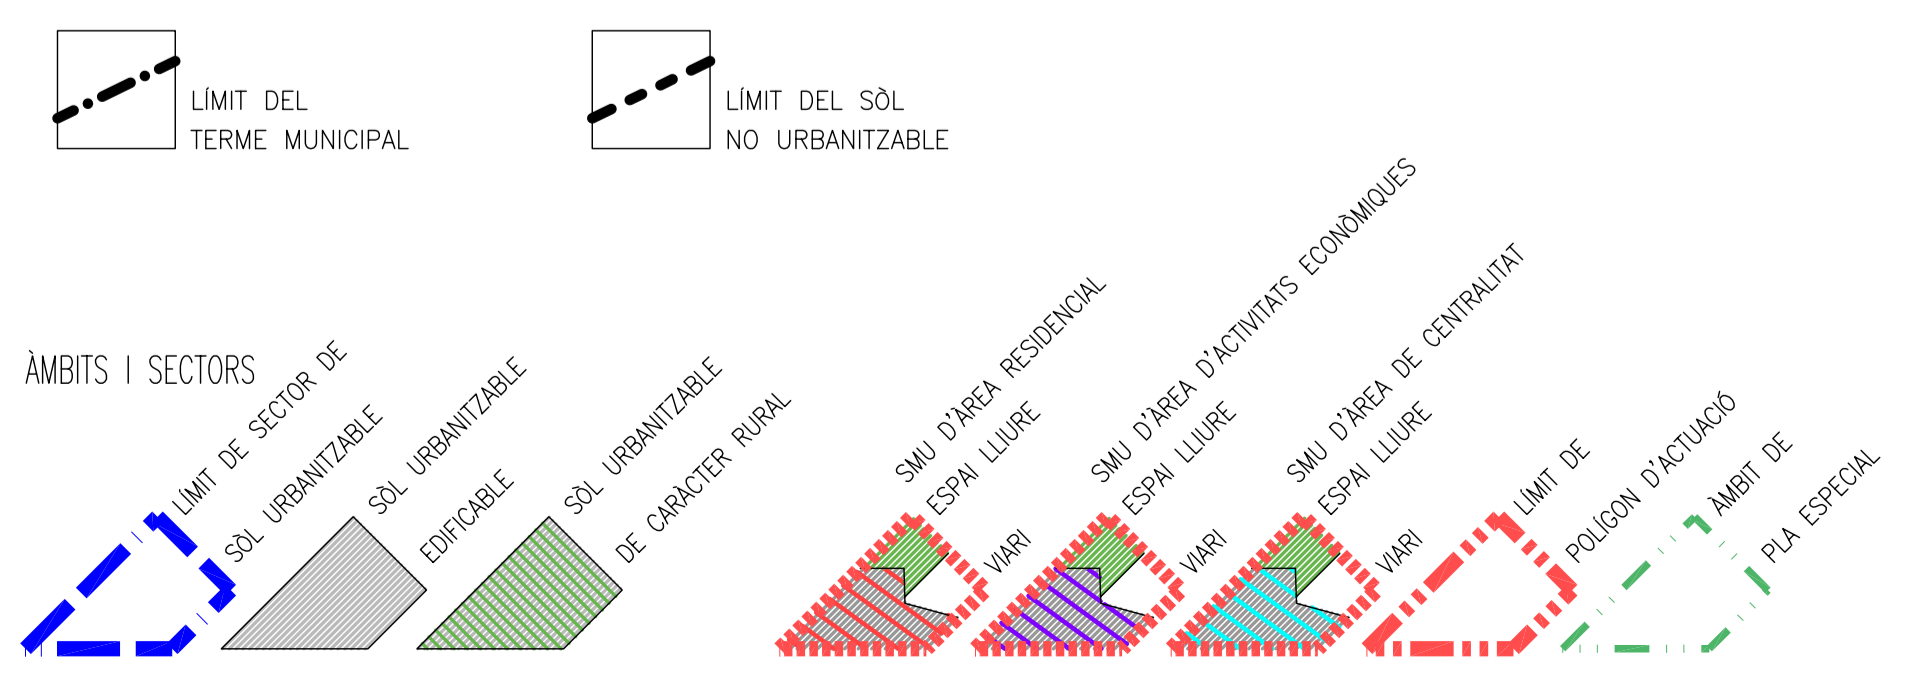 LÍMIT DEL
TERME MUNICIPAL
LÍMIT DEL SÒL
NO URBANITZABLE
ÀMBITS I SECTORS
LÍMIT DE SECTOR DE
SÒL URBANITZABLE
SÒL URBANITZABLE
EDIFICABLE
SÒL URBANITZABLE
DE CARÀCTER RURAL
SMU D'ÀREA RESIDENCIAL
ESPAI LLIURE
VIARI
SMU D'ÀREA D'ACTIVITATS ECONÒMIQUES
ESPAI LLIURE
VIARI
SMU D'ÀREA DE CENTRALITAT
ESPAI LLIURE
VIARI
LÍMIT DE
POLÍGON D'ACTUACIÓ
ÀMBIT DE
PLA ESPECIAL